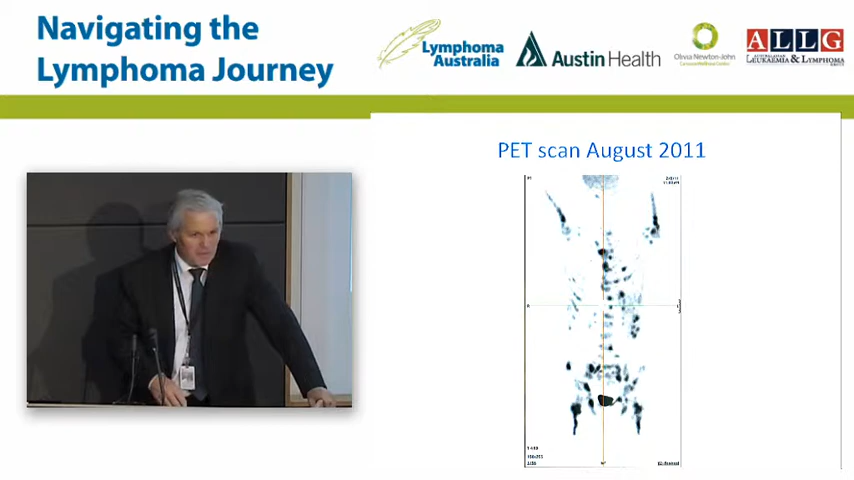 Navigating the
Lymphoma Journey
Lymphoma
Australia
Austin Health
Olivia Newton-John
ALLG
LEUKAEMIA & LYMPHOMA
PET scan August 2011